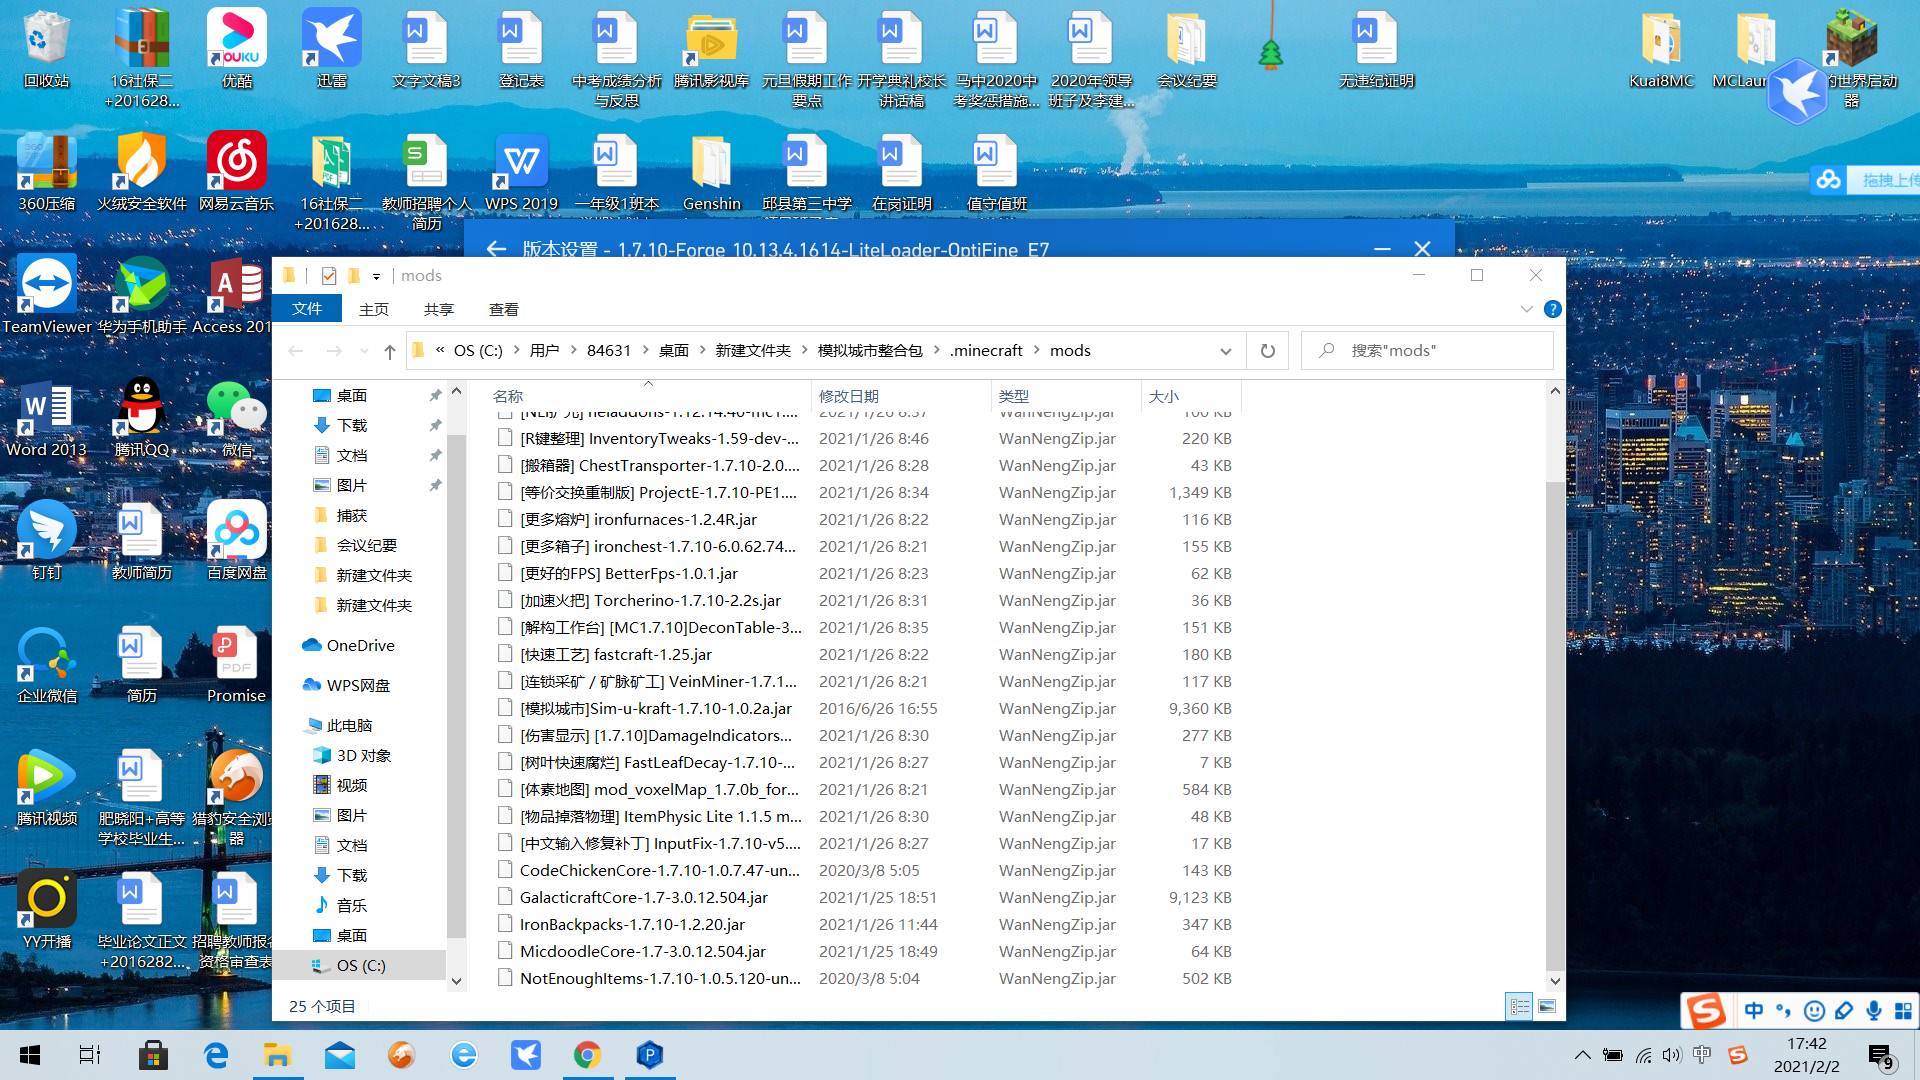 回收站
16社保二
+201628...
优酷
迅雷
文字文稿3
登记表
中考成绩分析
与反思
腾讯影视库
元旦假期工作
要点
开学典礼校长
讲话稿
马中2020中
考奖惩措施...
2020年领导
班子及李建...
会议纪要
无违纪证明
Kuai8MC
MCLaun
的世界启动
器
360压缩
火绒安全软件
网易云音乐
16社保二
+201628...
教师招聘个人
简历
WPS 2019
一年级1班本
Genshin
邱县第三中学
在岗证明
值守值班
拖拽上传
版本设置 - 1.7.10-Forge_10.13.4.1614-LiteLoader-OptiFine_E7
mods
文件 主页 共享 查看
« OS (C:) › 用户 › 84631 › 桌面 › 新建文件夹 › 模拟城市整合包 › .minecraft › mods
搜索"mods"
名称 修改日期 类型 大小
[R键整理] InventoryTweaks-1.59-dev-... 2021/1/26 8:46 WanNengZip.jar 220 KB
[搬箱器] ChestTransporter-1.7.10-2.0.... 2021/1/26 8:28 WanNengZip.jar 43 KB
[等价交换重制版] ProjectE-1.7.10-PE1.... 2021/1/26 8:34 WanNengZip.jar 1,349 KB
[更多熔炉] ironfurnaces-1.2.4R.jar 2021/1/26 8:22 WanNengZip.jar 116 KB
[更多箱子] ironchest-1.7.10-6.0.62.74... 2021/1/26 8:21 WanNengZip.jar 155 KB
[更好的FPS] BetterFps-1.0.1.jar 2021/1/26 8:23 WanNengZip.jar 62 KB
[加速火把] Torcherino-1.7.10-2.2s.jar 2021/1/26 8:31 WanNengZip.jar 36 KB
[解构工作台] [MC1.7.10]DeconTable-3... 2021/1/26 8:35 WanNengZip.jar 151 KB
[快速工艺] fastcraft-1.25.jar 2021/1/26 8:22 WanNengZip.jar 180 KB
[连锁采矿 / 矿脉矿工] VeinMiner-1.7.1... 2021/1/26 8:21 WanNengZip.jar 117 KB
[模拟城市]Sim-u-kraft-1.7.10-1.0.2a.jar 2016/6/26 16:55 WanNengZip.jar 9,360 KB
[伤害显示] [1.7.10]DamageIndicators... 2021/1/26 8:30 WanNengZip.jar 277 KB
[树叶快速腐烂] FastLeafDecay-1.7.10-... 2021/1/26 8:27 WanNengZip.jar 7 KB
[体素地图] mod_voxelMap_1.7.0b_for... 2021/1/26 8:21 WanNengZip.jar 584 KB
[物品掉落物理] ItemPhysic Lite 1.1.5 m... 2021/1/26 8:30 WanNengZip.jar 48 KB
[中文输入修复补丁] InputFix-1.7.10-v5.... 2021/1/26 8:27 WanNengZip.jar 17 KB
CodeChickenCore-1.7.10-1.0.7.47-un... 2020/3/8 5:05 WanNengZip.jar 143 KB
GalacticraftCore-1.7-3.0.12.504.jar 2021/1/25 18:51 WanNengZip.jar 9,123 KB
IronBackpacks-1.7.10-1.2.20.jar 2021/1/26 11:44 WanNengZip.jar 347 KB
MicdoodleCore-1.7-3.0.12.504.jar 2021/1/25 18:49 WanNengZip.jar 64 KB
NotEnoughItems-1.7.10-1.0.5.120-un... 2020/3/8 5:04 WanNengZip.jar 502 KB
桌面
下载
文档
图片
捕获
会议纪要
新建文件夹
新建文件夹
OneDrive
WPS网盘
此电脑
3D 对象
视频
图片
文档
下载
音乐
桌面
OS (C:)
25 个项目
TeamViewer
华为手机助手
Access 201
Word 2013
腾讯QQ
微信
钉钉
教师简历
百度网盘
企业微信
简历
Promise
腾讯视频
肥晓阳+高等
学校毕业生...
猎豹安全浏览
器
YY开播
毕业论文正文
+2016282...
招聘教师报名
资格审查表
中
中
17:42
2021/2/2
9